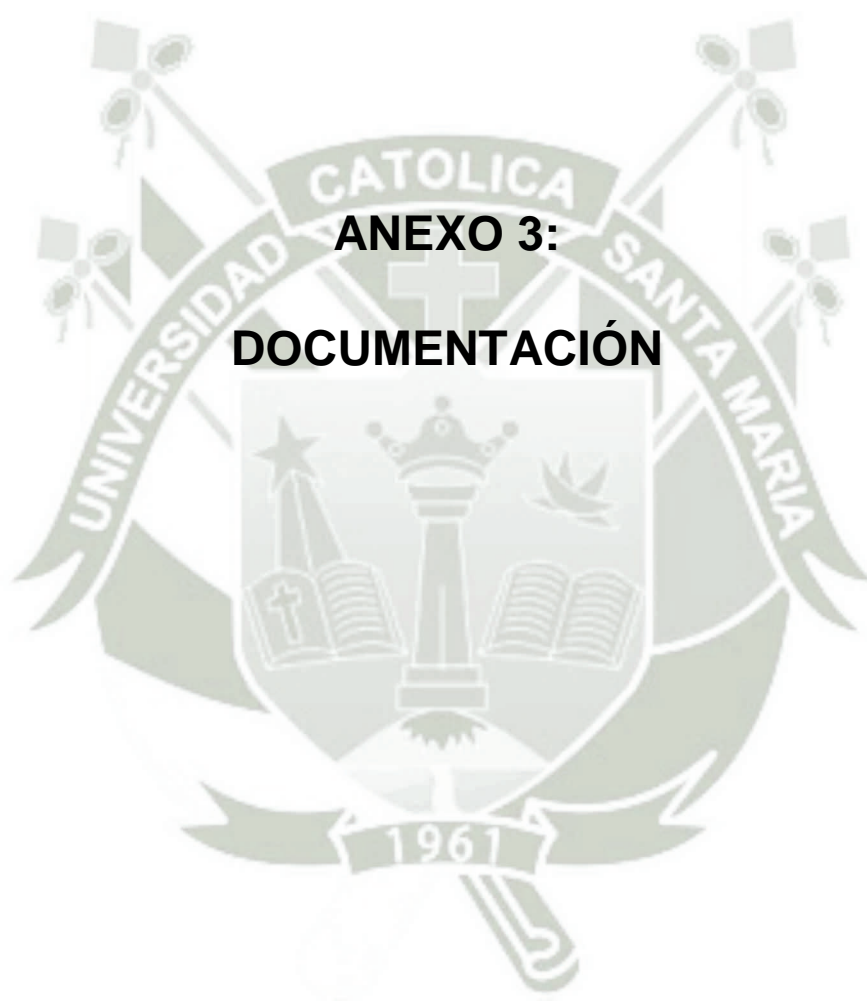 CATOLICA
ANEXO 3:
UNIVERSIDAD
SANTA MARIA
DOCUMENTACIÓN
1961